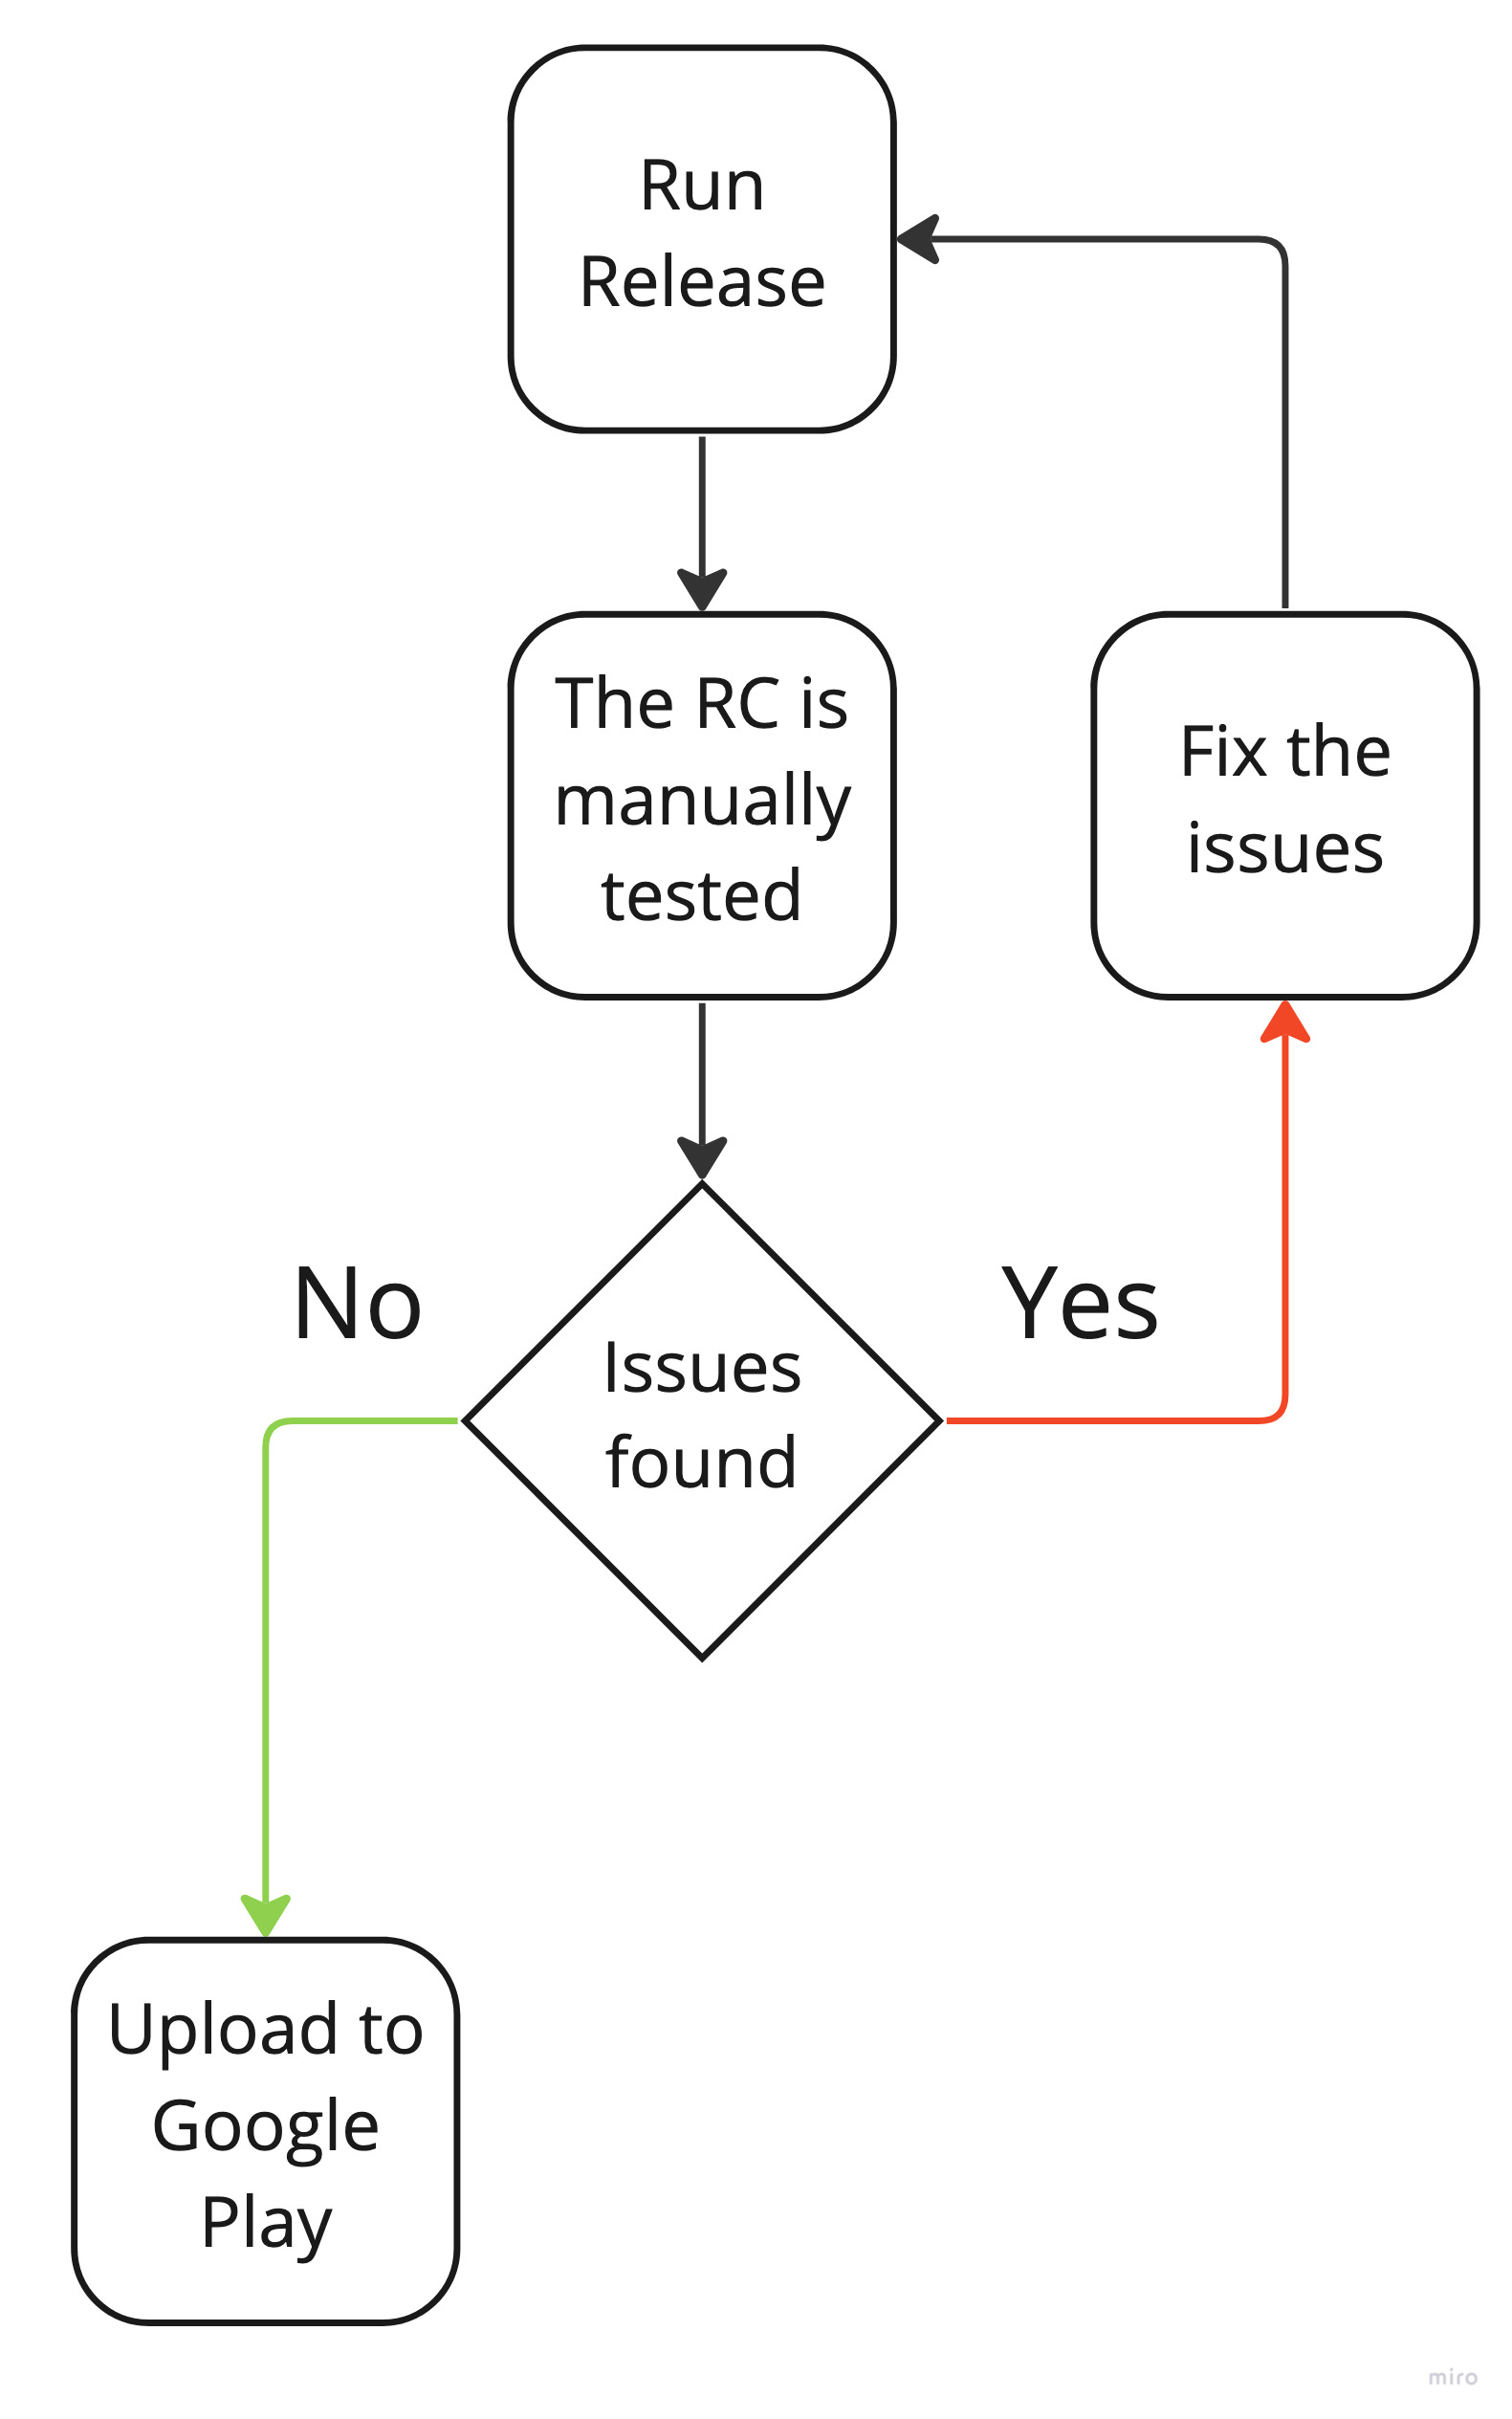 Run
Release
The RC is
manually
tested
Fix the
issues
No
Yes
Issues
found
Upload to
Google
Play
miro